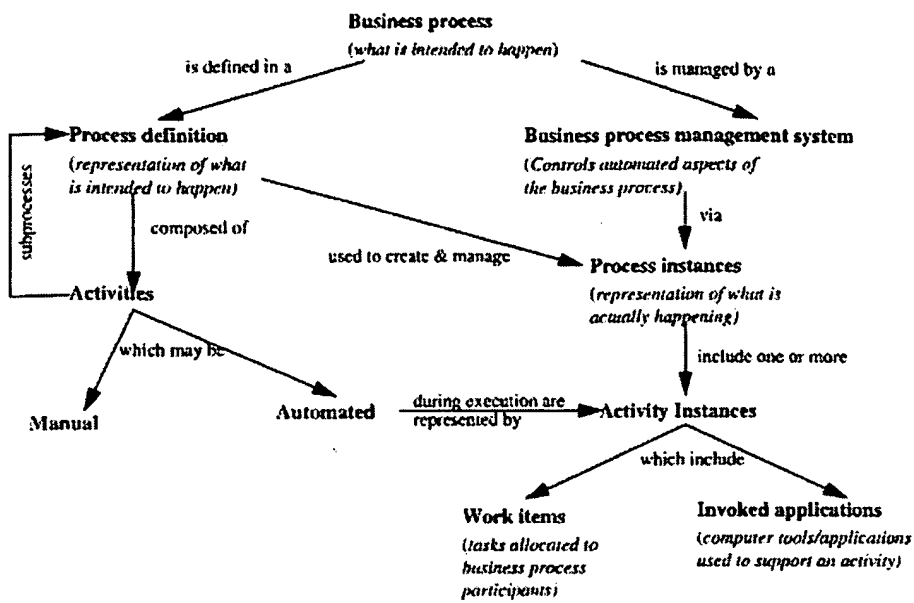 Business process
(what is intended to happen)
is defined in a
is managed by a
Process definition
(representation of what
is intended to happen)
Business process management system
(Controls automated aspects of
the business process)
subprocesses
composed of
via
used to create & manage
Process instances
(representation of what is
actually happening)
Activities
which may be
include one or more
Manual
Automated
during execution are
represented by
Activity Instances
which include
Work items
(tasks allocated to
business process
participants)
Invoked applications
(computer tools/applications
used to support an activity)